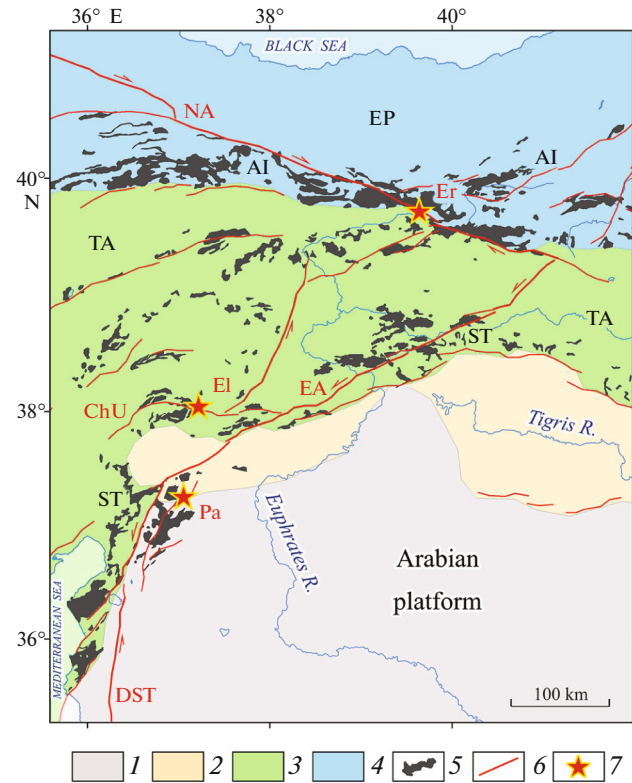 36° E
38°
40°
BLACK SEA
NA
EP
AI
AI
40°
N
Er
TA
TA
ST
El
EA
38°
ChU
Tigris R.
ST
Pa
Euphrates R.
Arabian
platform
MEDITERRANEAN SEA
36°
DST
100 km
1 2 3 4 5 6 7